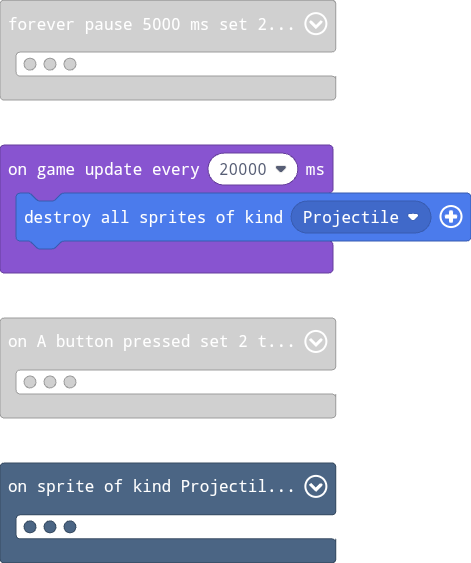 forever pause 5000 ms set 2...
on game update every 20000 ms
destroy all sprites of kind Projectile
on A button pressed set 2 t...
on sprite of kind Projectil...